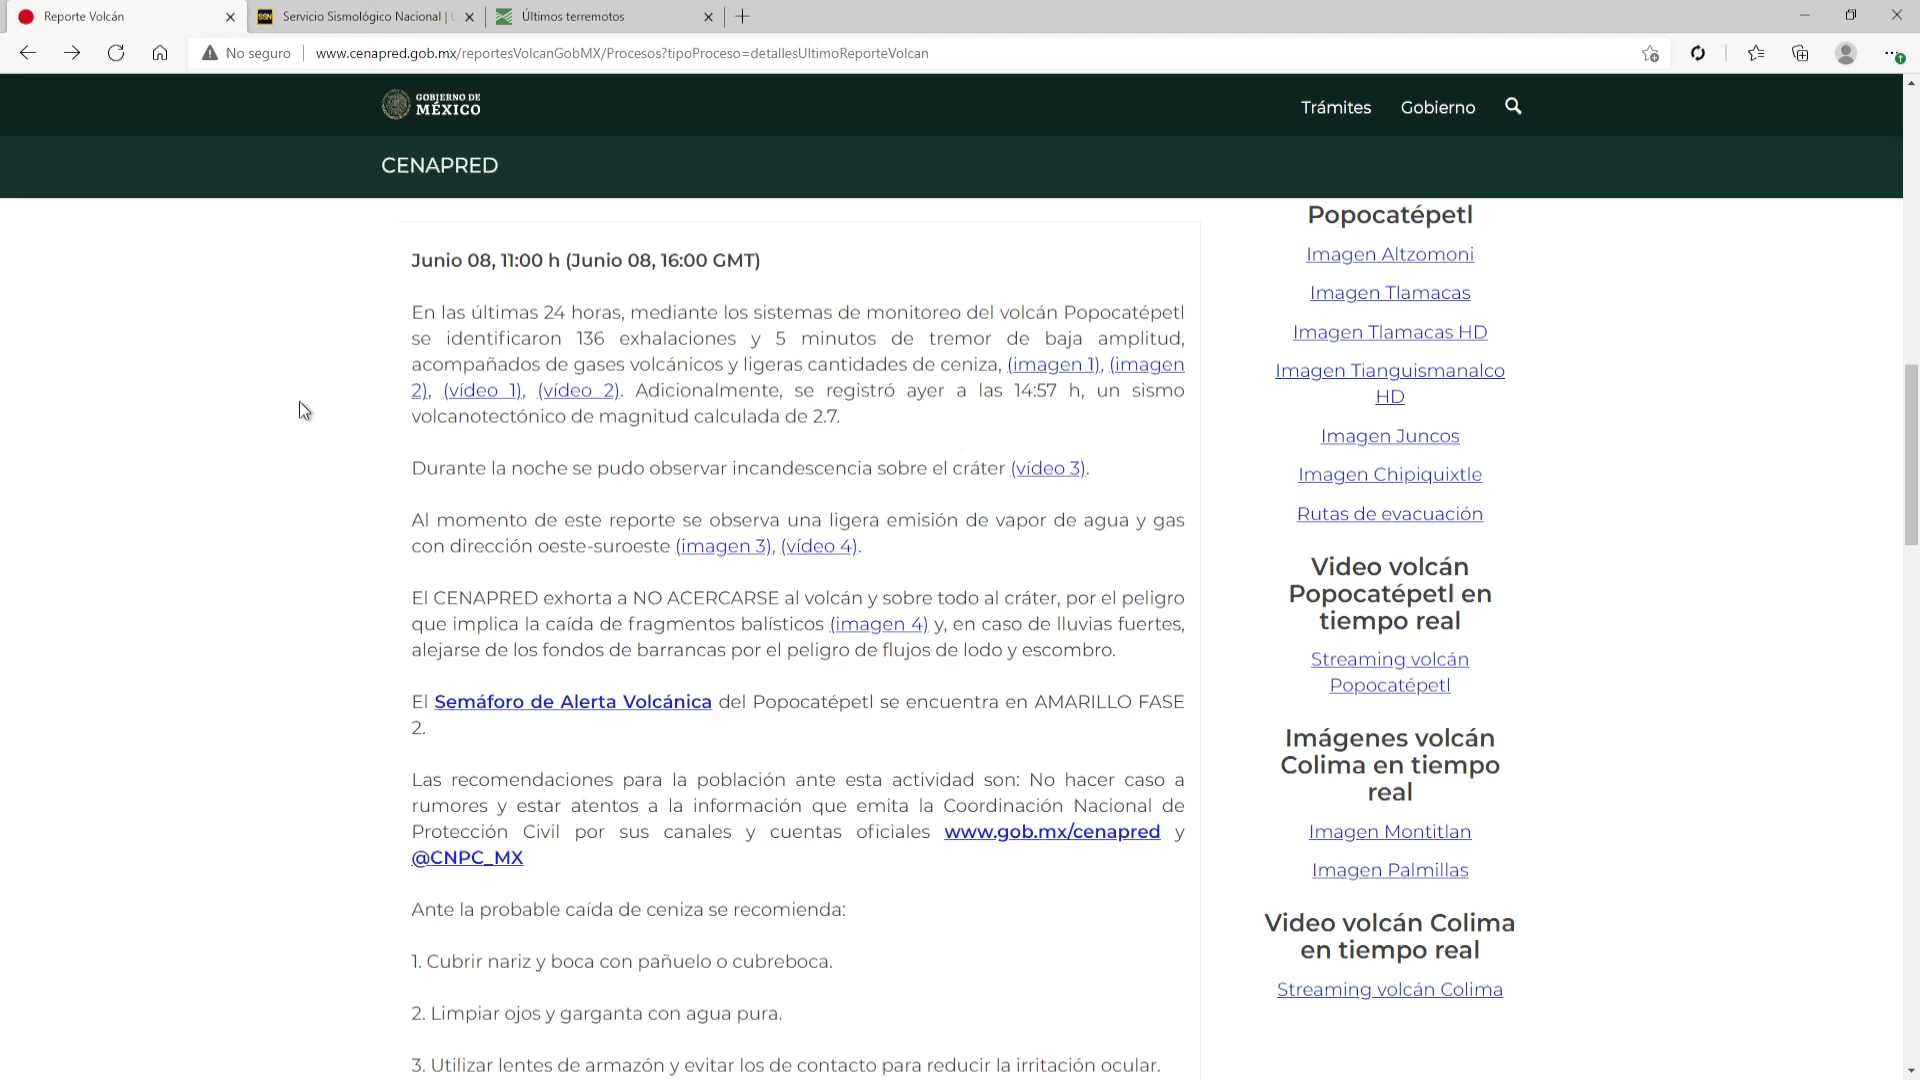 Reporte Volcán
SSN
Servicio Sismológico Nacional |
Últimos terremotos
No seguro
www.cenapred.gob.mx/reportesVolcanGobMX/Procesos?tipoProceso=detallesUltimoReporteVolcan
GOBIERNO DE
MÉXICO
Trámites
Gobierno
CENAPRED
Junio 08, 11:00 h (Junio 08, 16:00 GMT)
En las últimas 24 horas, mediante los sistemas de monitoreo del volcán Popocatépetl
se identificaron 136 exhalaciones y 5 minutos de tremor de baja amplitud,
acompañados de gases volcánicos y ligeras cantidades de ceniza, (imagen 1), (imagen
2), (vídeo 1), (vídeo 2). Adicionalmente, se registró ayer a las 14:57 h, un sismo
volcanotectónico de magnitud calculada de 2.7.
Durante la noche se pudo observar incandescencia sobre el cráter (vídeo 3).
Al momento de este reporte se observa una ligera emisión de vapor de agua y gas
con dirección oeste-suroeste (imagen 3), (vídeo 4).
El CENAPRED exhorta a NO ACERCARSE al volcán y sobre todo al cráter, por el peligro
que implica la caída de fragmentos balísticos (imagen 4) y, en caso de lluvias fuertes,
alejarse de los fondos de barrancas por el peligro de flujos de lodo y escombro.
El Semáforo de Alerta Volcánica del Popocatépetl se encuentra en AMARILLO FASE
2.
Las recomendaciones para la población ante esta actividad son: No hacer caso a
rumores y estar atentos a la información que emita la Coordinación Nacional de
Protección Civil por sus canales y cuentas oficiales www.gob.mx/cenapred y
@CNPC_MX
Ante la probable caída de ceniza se recomienda:
1. Cubrir nariz y boca con pañuelo o cubreboca.
2. Limpiar ojos y garganta con agua pura.
3. Utilizar lentes de armazón y evitar los de contacto para reducir la irritación ocular.
Popocatépetl
Imagen Altzomoni
Imagen Tlamacas
Imagen Tlamacas HD
Imagen Tianguismanalco
HD
Imagen Juncos
Imagen Chipiquixtle
Rutas de evacuación
Video volcán
Popocatépetl en
tiempo real
Streaming volcán
Popocatépetl
Imágenes volcán
Colima en tiempo
real
Imagen Montitlan
Imagen Palmillas
Video volcán Colima
en tiempo real
Streaming volcán Colima